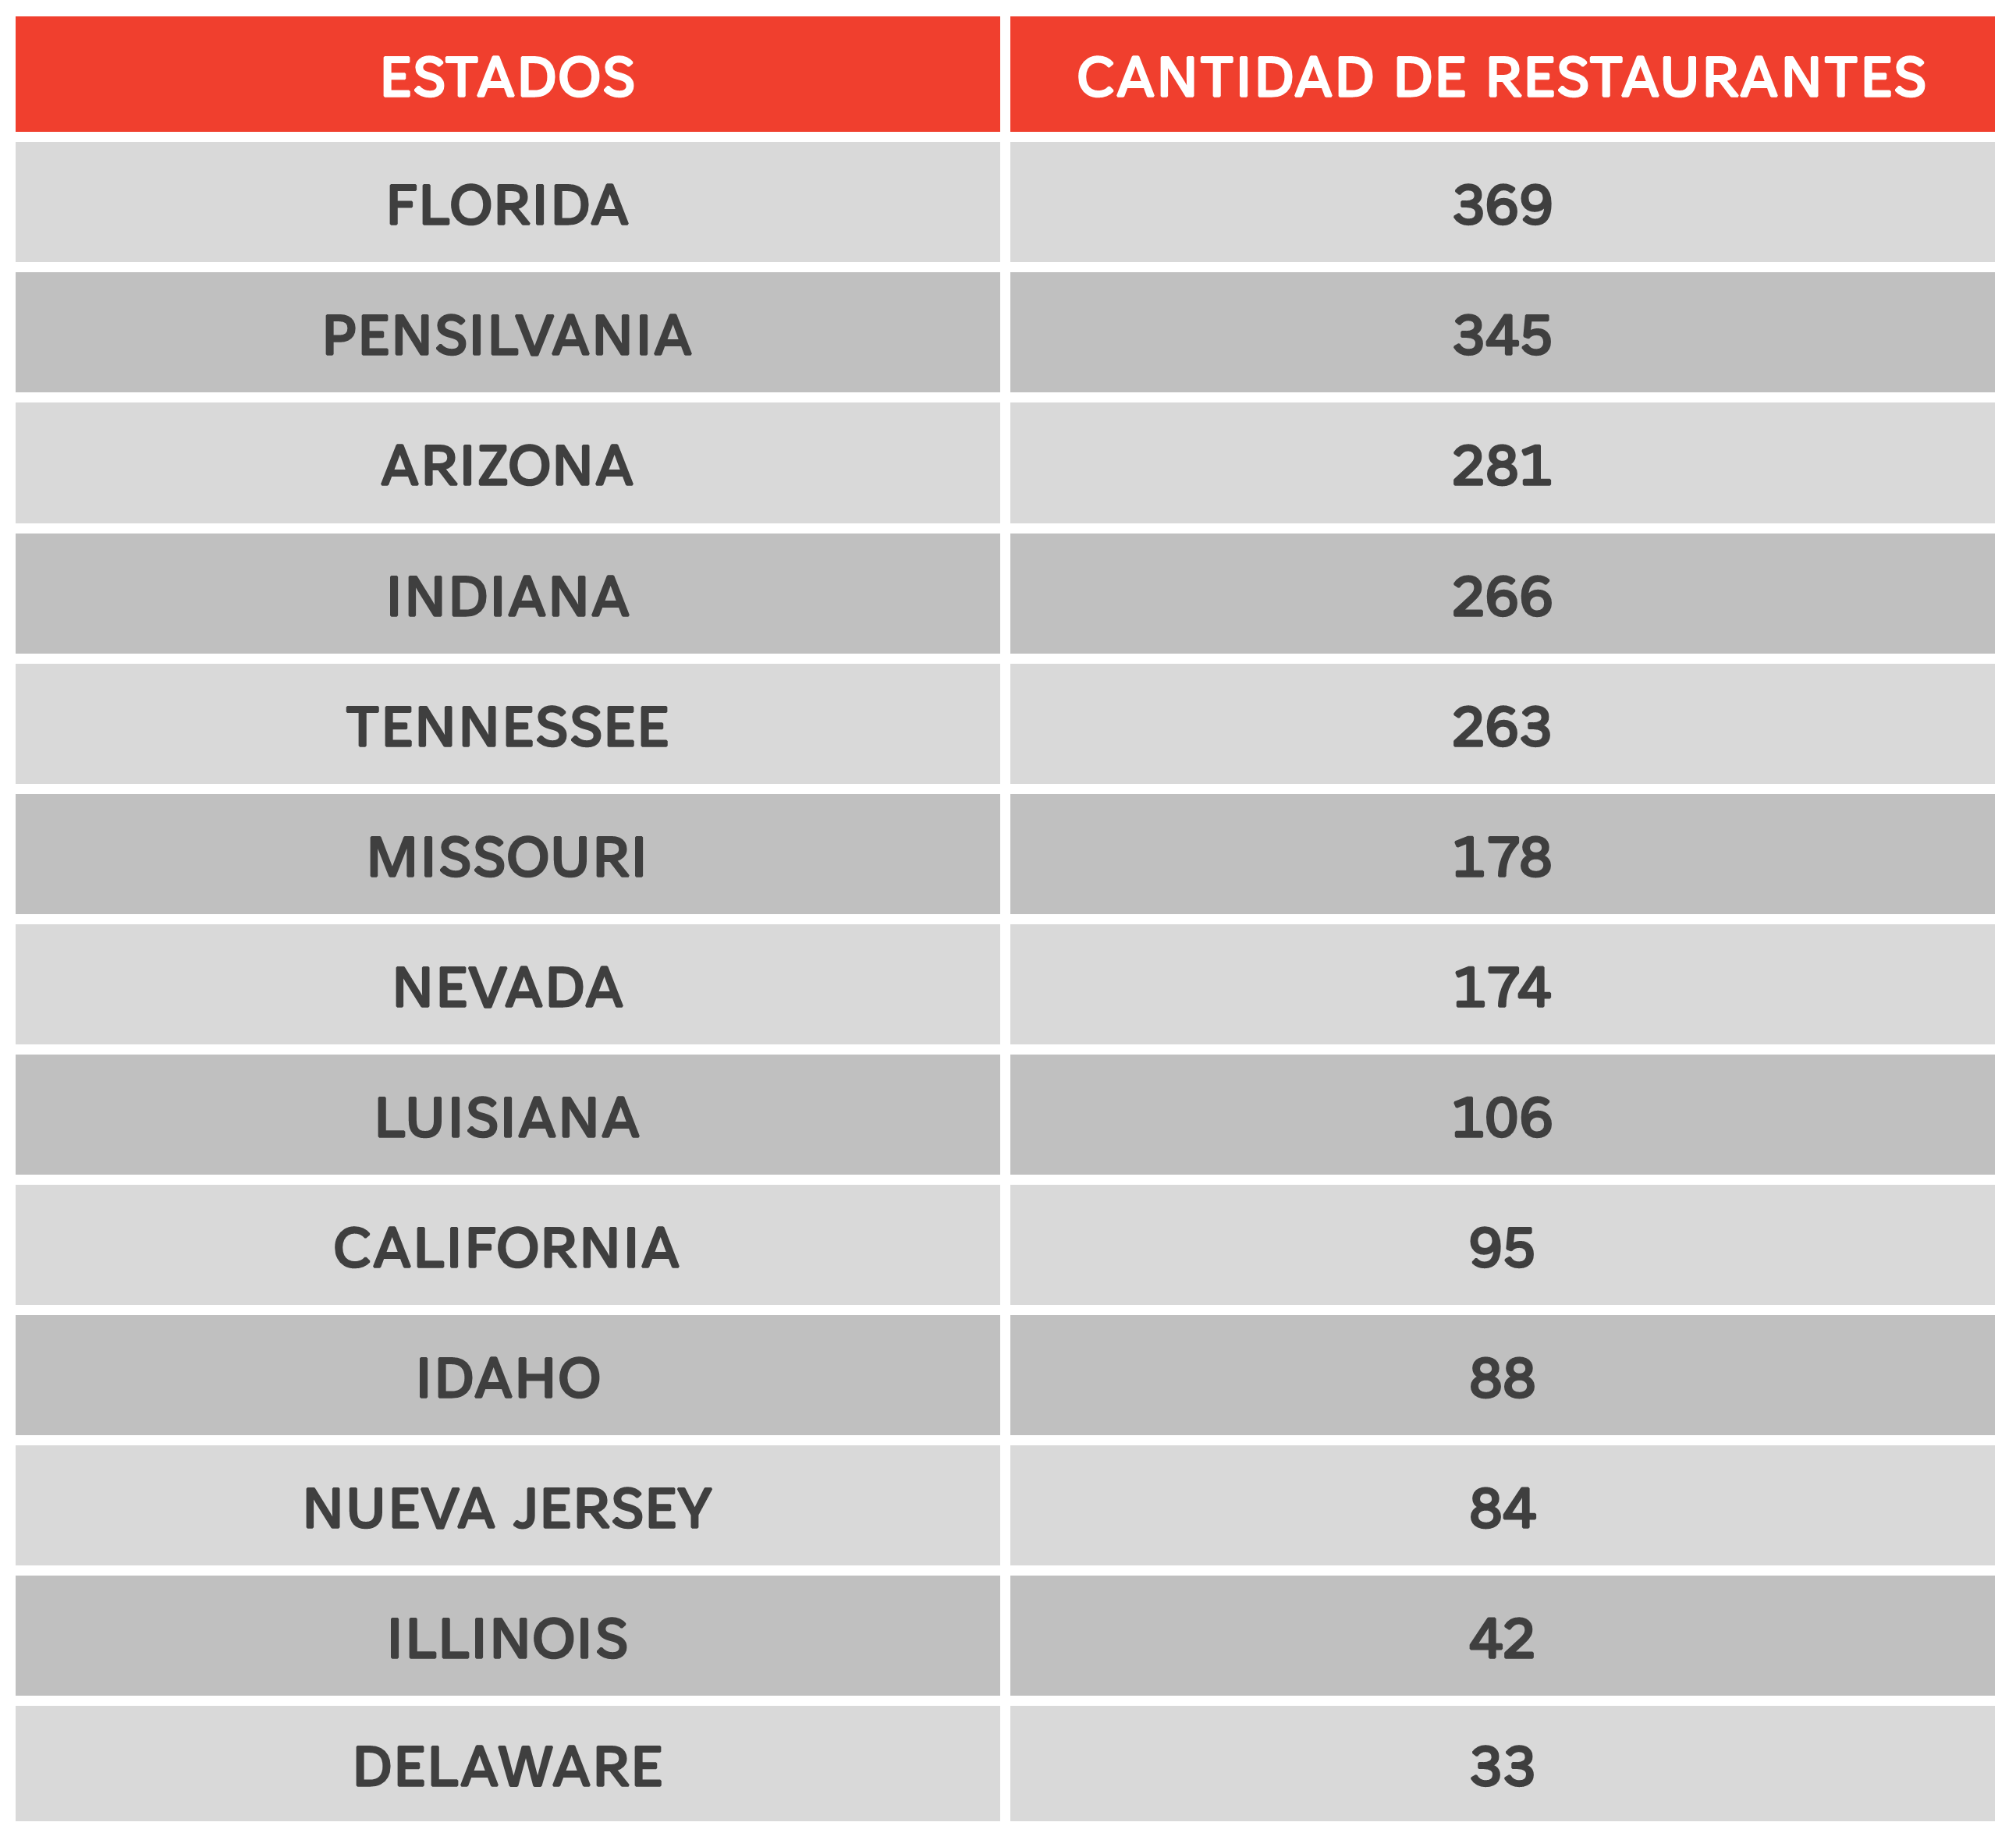 ESTADOS CANTIDAD DE RESTAURANTES
FLORIDA 369
PENSILVANIA 345
ARIZONA 281
INDIANA 266
TENNESSEE 263
MISSOURI 178
NEVADA 174
LUISIANA 106
CALIFORNIA 95
IDAHO 88
NUEVA JERSEY 84
ILLINOIS 42
DELAWARE 33